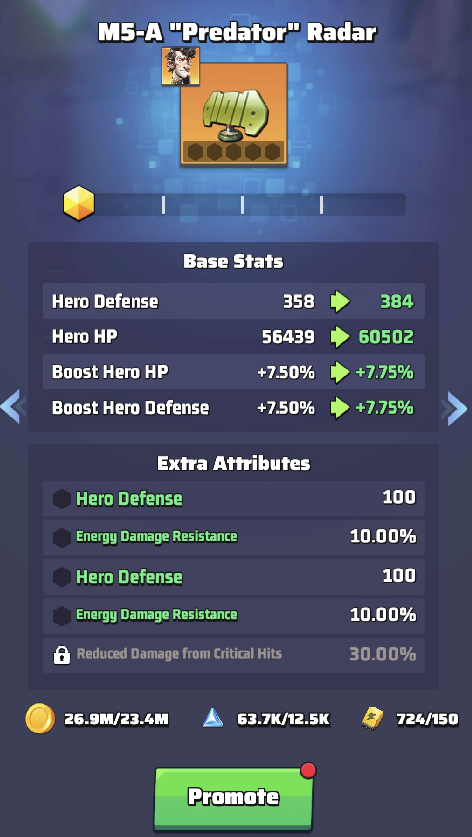 M5-A "Predator" Radar
Base Stats
Hero Defense 358 384
Hero HP 56439 60502
Boost Hero HP +7.50% +7.75%
Boost Hero Defense +7.50% +7.75%
Extra Attributes
Hero Defense 100
Energy Damage Resistance 10.00%
Hero Defense 100
Energy Damage Resistance 10.00%
Reduced Damage from Critical Hits 30.00%
26.9M/23.4M 63.7K/12.5K 724/150
Promote